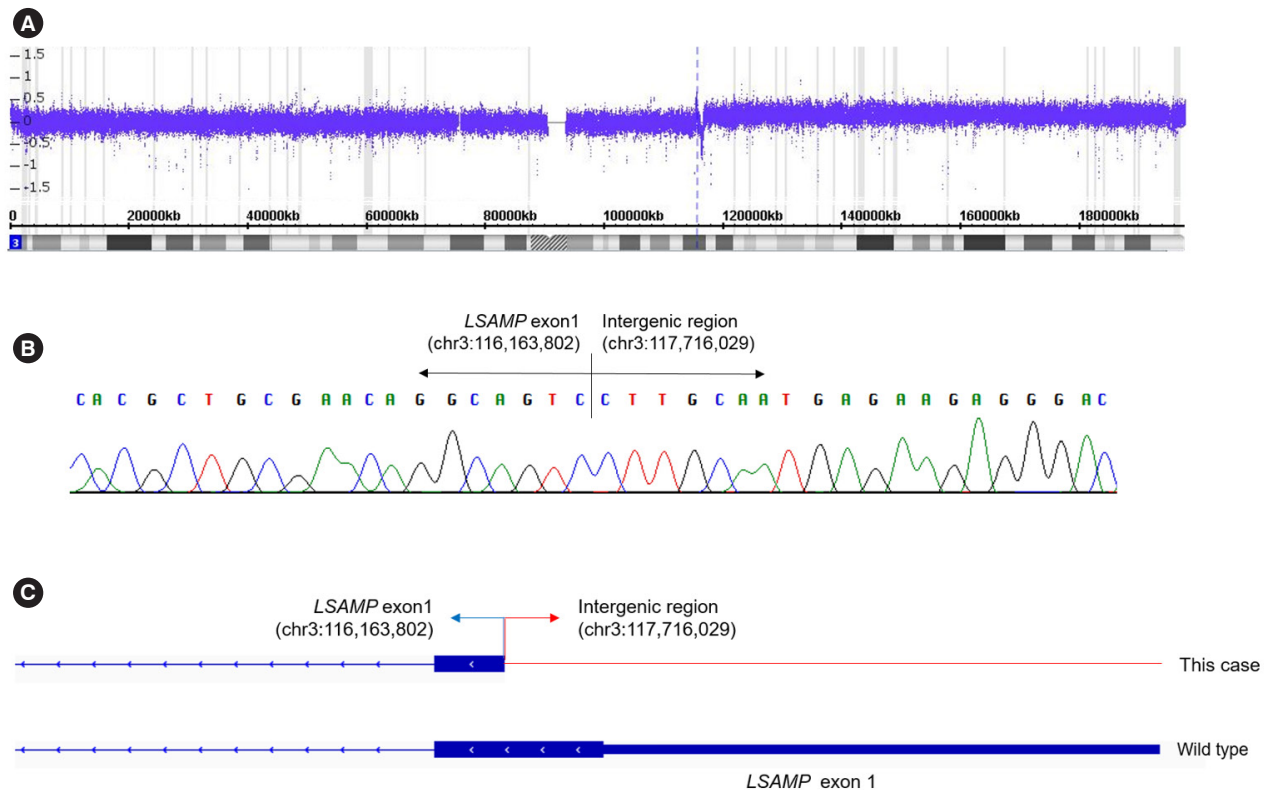 A
1.5
1
0.5
0
-0.5
-1
-1.5
0 20000kb 40000kb 60000kb 80000kb 100000kb 120000kb 140000kb 160000kb 180000kb
3
B
LSAMP exon1 Intergenic region
(chr3:116,163,802) (chr3:117,716,029)
C A C G C T G C G A A C A G G C A G T C C T T G C A A T G A G A A G A G G G A C
C
LSAMP exon1 Intergenic region
(chr3:116,163,802) (chr3:117,716,029)
This case
Wild type
LSAMP exon 1